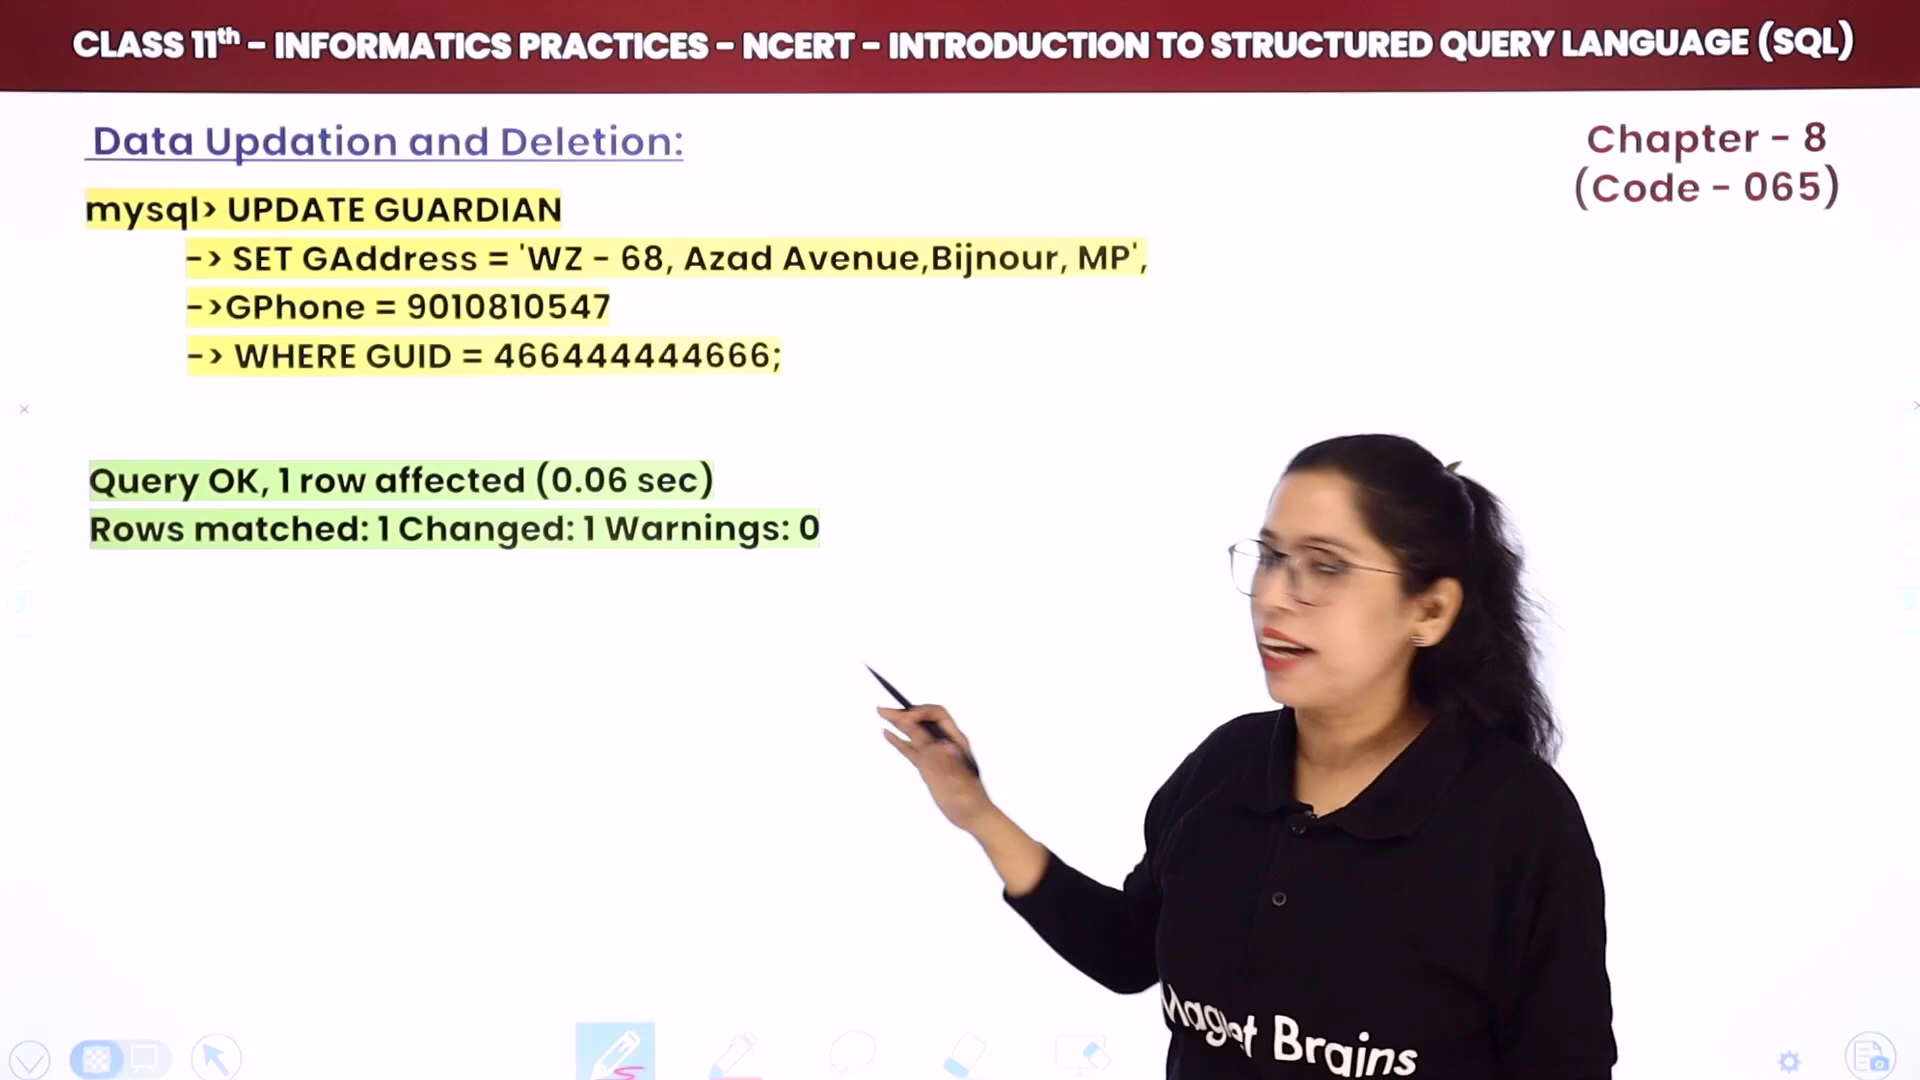 CLASS 11th - INFORMATICS PRACTICES - NCERT - INTRODUCTION TO STRUCTURED QUERY LANGUAGE (SQL)
Data Updation and Deletion:
Chapter - 8
(Code - 065)
mysql> UPDATE GUARDIAN
-> SET GAddress = 'WZ - 68, Azad Avenue,Bijnour, MP',
->GPhone = 9010810547
-> WHERE GUID = 466444444666;
Query OK, 1 row affected (0.06 sec)
Rows matched: 1 Changed: 1 Warnings: 0
Magnet Brains